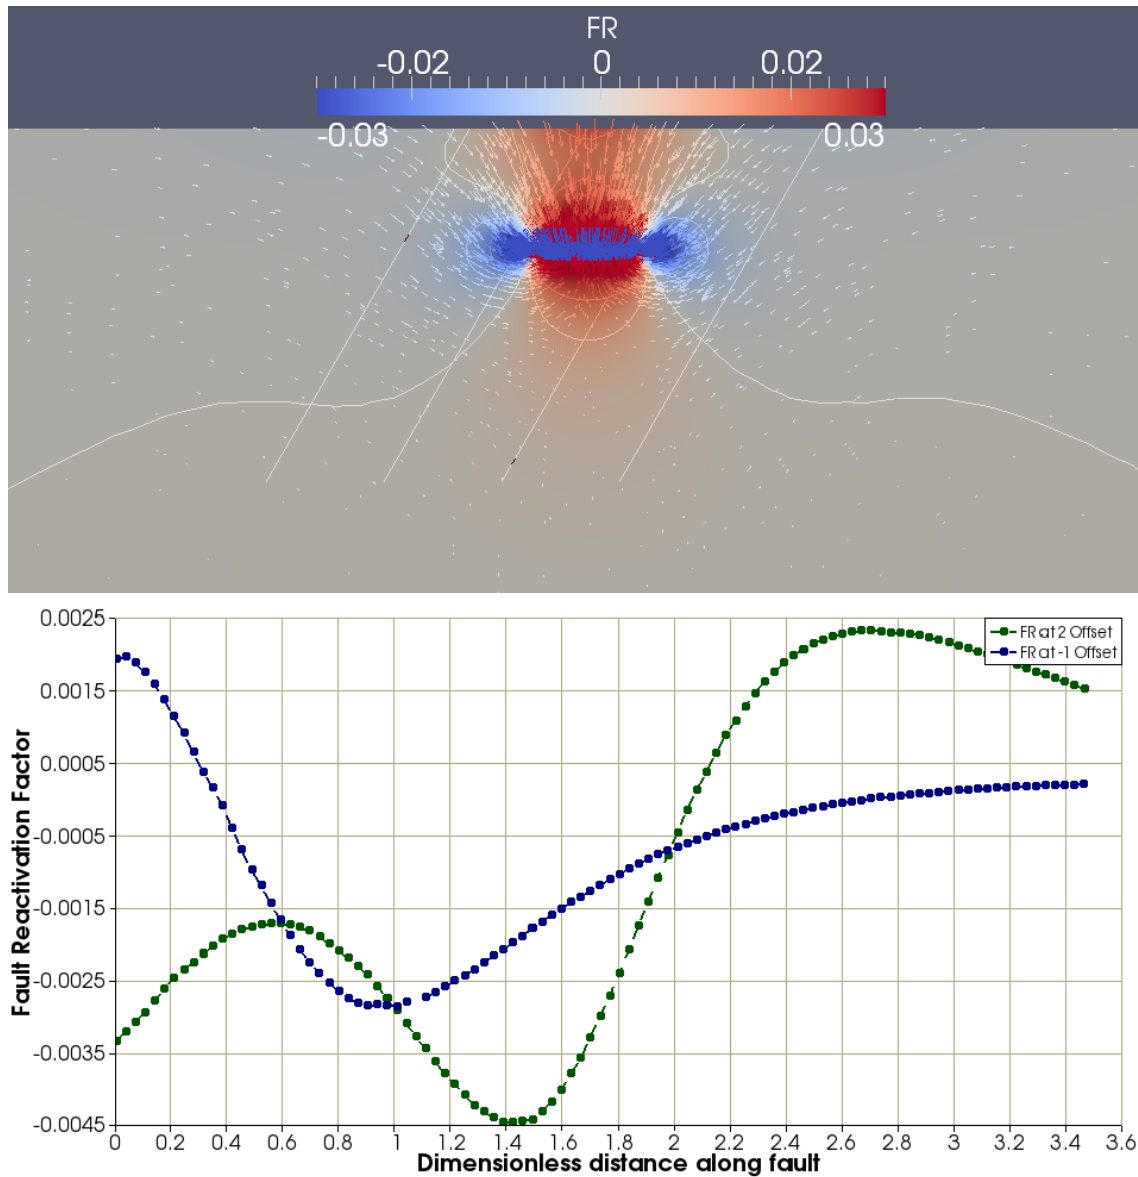 FR
-0.02 0 0.02
-0.03 0.03
0.0025
0.0015
0.0005
-0.0005
-0.0015
-0.0025
-0.0035
-0.0045
Fault Reactivation Factor
FR at 2 Offset
FR at -1 Offset
0 0.2 0.4 0.6 0.8 1 1.2 1.4 1.6 1.8 2 2.2 2.4 2.6 2.8 3 3.2 3.4 3.6
Dimensionless distance along fault